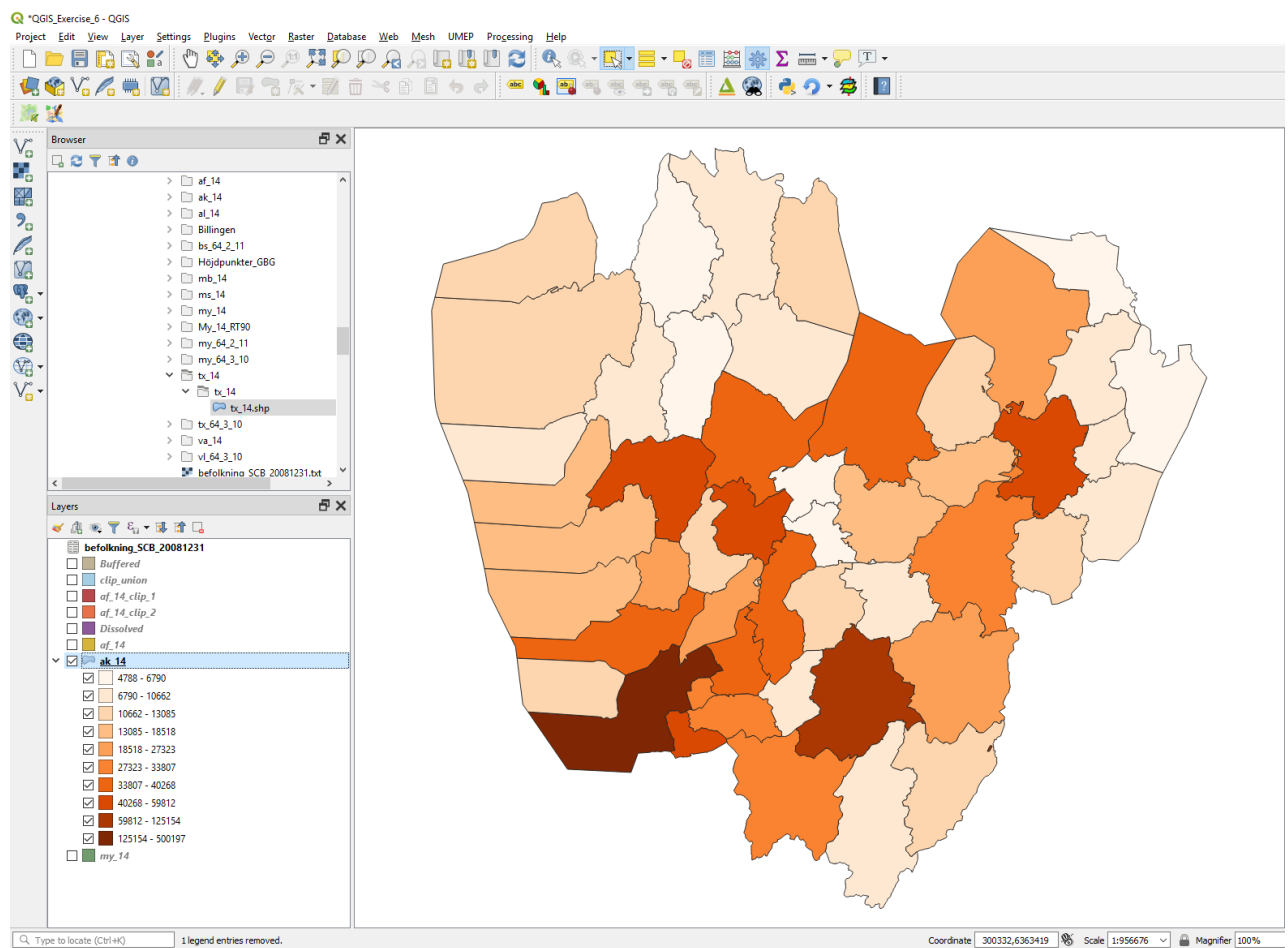 *QGIS_Exercise_6 - QGIS
Project Edit View Layer Settings Plugins Vector Raster Database Web Mesh UMEP Processing Help
Browser
af_14
ak_14
al_14
Billingen
bs_64_2_11
Höjdpunkter_GBG
mb_14
ms_14
my_14
My_14_RT90
my_64_2_11
my_64_3_10
tx_14
tx_14
tx_14.shp
tx_64_3_10
va_14
vl_64_3_10
befolkning_SCB_20081231.txt
Layers
befolkning_SCB_20081231
Buffered
clip_union
af_14_clip_1
af_14_clip_2
Dissolved
af_14
ak_14
4788 - 6790
6790 - 10662
10662 - 13085
13085 - 18518
18518 - 27323
27323 - 33807
33807 - 40268
40268 - 59812
59812 - 125154
125154 - 500197
my_14
Type to locate (Ctrl+K) 1 legend entries removed. Coordinate 300332,6363419 Scale 1:956676 Magnifier 100%